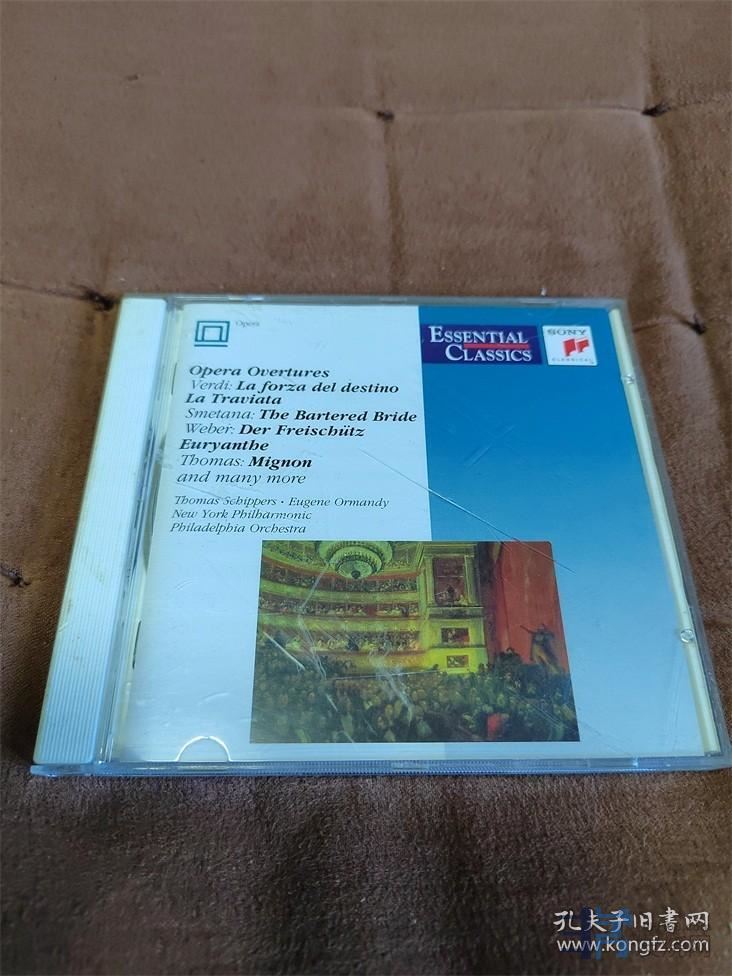 Opera
ESSENTIAL
CLASSICS
SONY
CLASSICAL
Opera Overtures
Verdi: La forza del destino
La Traviata
Smetana: The Bartered Bride
Weber: Der Freischütz
Euryanthe
Thomas: Mignon
and many more
Thomas Schippers · Eugene Ormandy
New York Philharmonic
Philadelphia Orchestra
孔夫子旧書网
www.kongfz.com